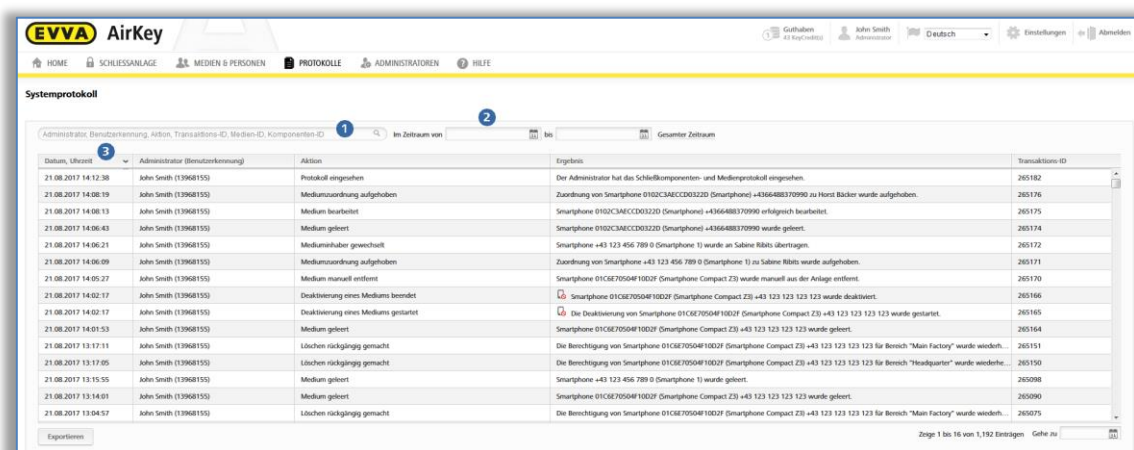 EVVA AirKey
Guthaben
43 KeyCredit(s)
John Smith
Administrator
Deutsch
Einstellungen
Abmelden
HOME SCHLIESSANLAGE MEDIEN & PERSONEN PROTOKOLLE ADMINISTRATOREN HILFE
Systemprotokoll
Administrator, Benutzerkennung, Aktion, Transaktions-ID, Medien-ID, Komponenten-ID 1 Im Zeitraum von 2 bis Gesamter Zeitraum
3
Datum, Uhrzeit Administrator (Benutzerkennung) Aktion Ergebnis Transaktions-ID
21.08.2017 14:12:38 John Smith (13968155) Protokoll eingesehen Der Administrator hat das Schließkomponenten- und Medienprotokoll eingesehen. 265182
21.08.2017 14:08:19 John Smith (13968155) Mediumzuordnung aufgehoben Zuordnung von Smartphone 0102C3AECCD0322D (Smartphone) +4366488370990 zu Horst Bäcker wurde aufgehoben. 265176
21.08.2017 14:08:13 John Smith (13968155) Medium bearbeitet Smartphone 0102C3AECCD0322D (Smartphone) +4366488370990 erfolgreich bearbeitet. 265175
21.08.2017 14:06:43 John Smith (13968155) Medium geleert Smartphone 0102C3AECCD0322D (Smartphone) +4366488370990 wurde geleert. 265174
21.08.2017 14:06:21 John Smith (13968155) Mediuminhaber gewechselt Smartphone +43 123 456 789 0 (Smartphone 1) wurde an Sabine Ribits übertragen. 265172
21.08.2017 14:06:09 John Smith (13968155) Mediumzuordnung aufgehoben Zuordnung von Smartphone +43 123 456 789 0 (Smartphone 1) zu Sabine Ribits wurde aufgehoben. 265171
21.08.2017 14:05:27 John Smith (13968155) Medium manuell entfernt Smartphone 01C6E70504F10D2F (Smartphone Compact Z3) wurde manuell aus der Anlage entfernt. 265170
21.08.2017 14:02:17 John Smith (13968155) Deaktivierung eines Mediums beendet Smartphone 01C6E70504F10D2F (Smartphone Compact Z3) +43 123 123 123 123 wurde deaktiviert. 265166
21.08.2017 14:02:17 John Smith (13968155) Deaktivierung eines Mediums gestartet Die Deaktivierung von Smartphone 01C6E70504F10D2F (Smartphone Compact Z3) +43 123 123 123 123 wurde gestartet. 265165
21.08.2017 14:01:53 John Smith (13968155) Medium geleert Smartphone 01C6E70504F10D2F (Smartphone Compact Z3) +43 123 123 123 123 wurde geleert. 265164
21.08.2017 13:17:11 John Smith (13968155) Löschen rückgängig gemacht Die Berechtigung von Smartphone 01C6E70504F10D2F (Smartphone Compact Z3) +43 123 123 123 123 für Bereich "Main Factory" wurde wiederh... 265151
21.08.2017 13:17:05 John Smith (13968155) Löschen rückgängig gemacht Die Berechtigung von Smartphone 01C6E70504F10D2F (Smartphone Compact Z3) +43 123 123 123 123 für Bereich "Headquarter" wurde wiederhe... 265150
21.08.2017 13:15:55 John Smith (13968155) Medium geleert Smartphone +43 123 456 789 0 (Smartphone 1) wurde geleert. 265098
21.08.2017 13:14:01 John Smith (13968155) Medium geleert Smartphone 01C6E70504F10D2F (Smartphone Compact Z3) +43 123 123 123 123 wurde geleert. 265090
21.08.2017 13:04:57 John Smith (13968155) Löschen rückgängig gemacht Die Berechtigung von Smartphone 01C6E70504F10D2F (Smartphone Compact Z3) +43 123 123 123 123 für Bereich "Main Factory" wurde wiederh... 265075
Exportieren Zeige 1 bis 16 von 1,192 Einträgen Gehe zu